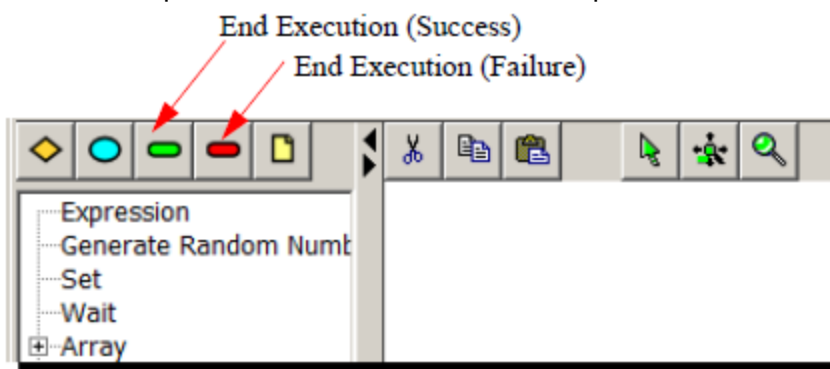 End Execution (Success)
End Execution (Failure)
Expression
Generate Random Numb
Set
Wait
Array